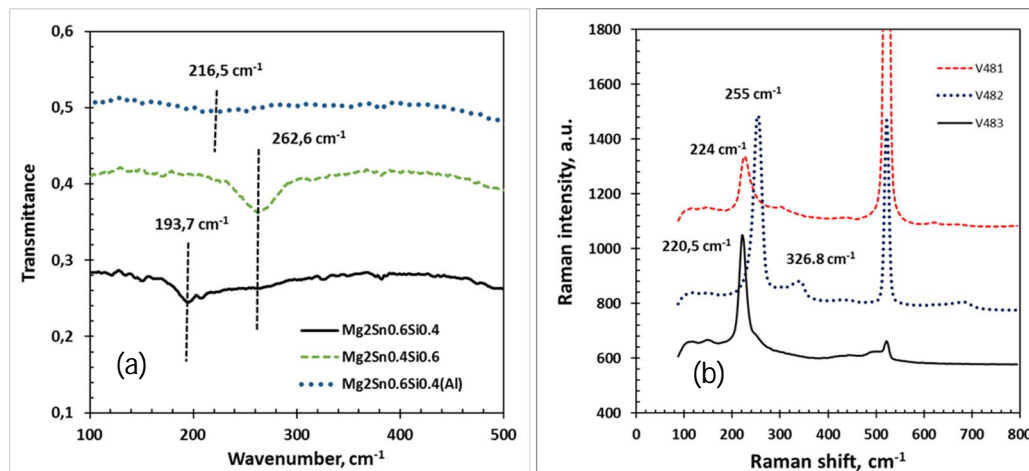 0,6
0,5
0,4
0,3
0,2
0,1
100 200 300 400 500
Transmittance
Wavenumber, cm⁻¹
216,5 cm⁻¹
262,6 cm⁻¹
193,7 cm⁻¹
Mg2Sn0.6Si0.4
Mg2Sn0.4Si0.6
Mg2Sn0.6Si0.4(Al)
(a)
1800
1600
1400
1200
1000
800
600
400
0 100 200 300 400 500 600 700 800
Raman intensity, a.u.
Raman shift, cm⁻¹
255 cm⁻¹
224 cm⁻¹
220,5 cm⁻¹
326.8 cm⁻¹
V481
V482
V483
(b)